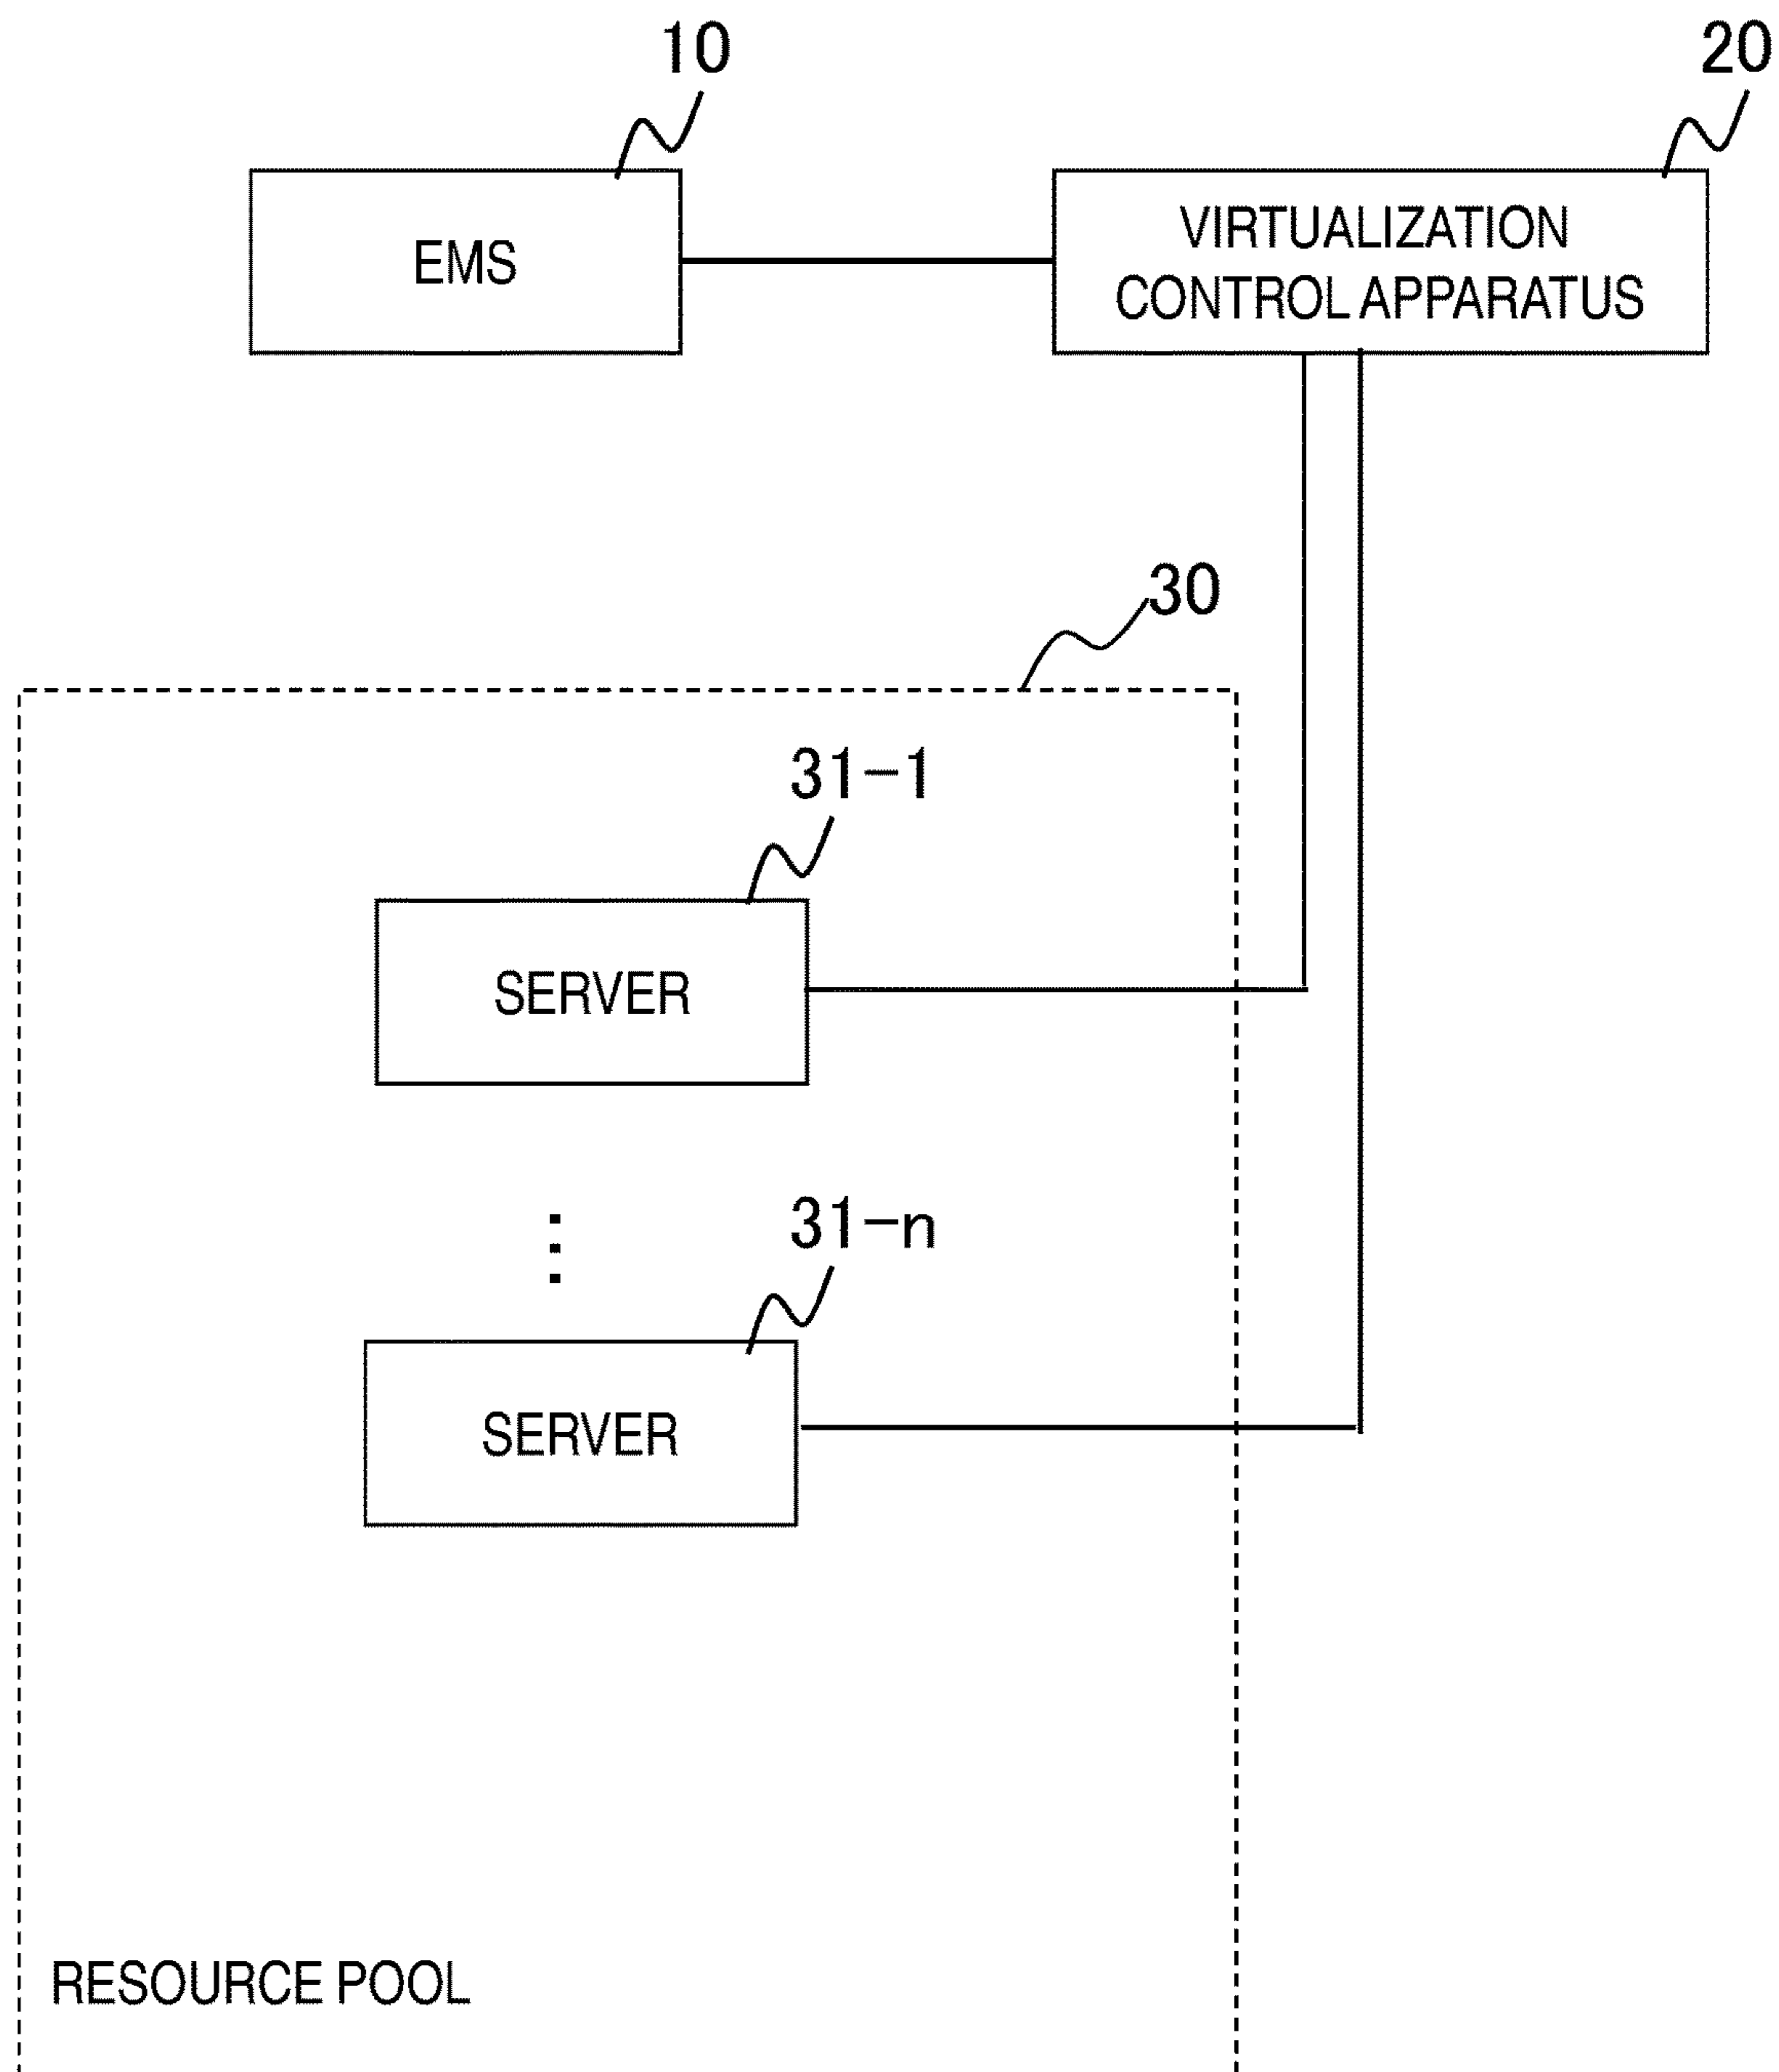 10
20
EMS
VIRTUALIZATION
CONTROL APPARATUS
30
31-1
SERVER
31-n
SERVER
RESOURCE POOL